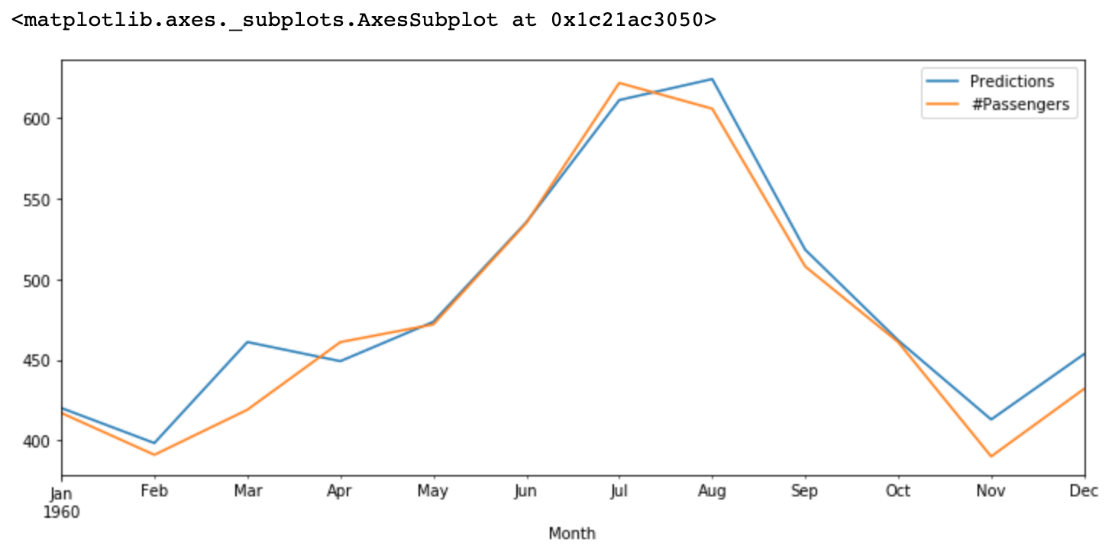 <matplotlib.axes._subplots.AxesSubplot at 0x1c21ac3050>
Predictions
#Passengers
600
550
500
450
400
Jan Feb Mar Apr May Jun Jul Aug Sep Oct Nov Dec
1960
Month